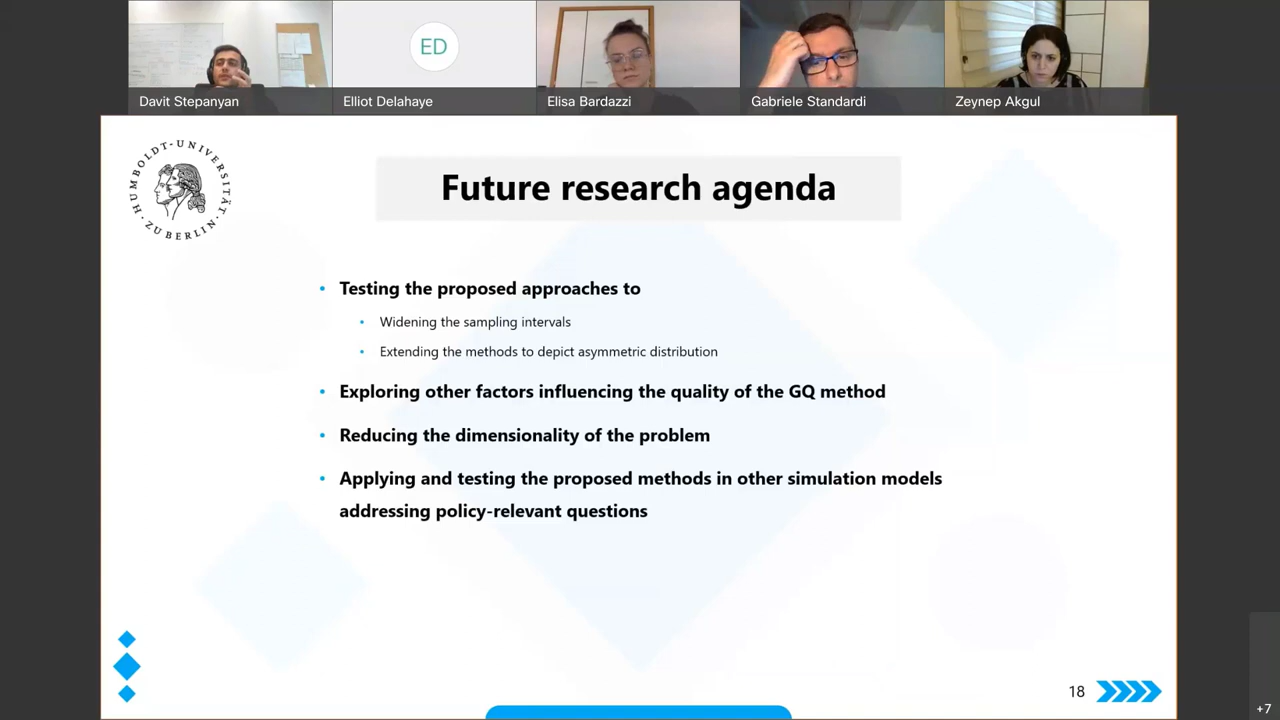 ED
Davit Stepanyan
Elliot Delahaye
Elisa Bardazzi
Gabriele Standardi
Zeynep Akgul
HUMBOLDT-UNIVERSITÄT
ZU BERLIN
Future research agenda
• Testing the proposed approaches to
• Widening the sampling intervals
• Extending the methods to depict asymmetric distribution
• Exploring other factors influencing the quality of the GQ method
• Reducing the dimensionality of the problem
• Applying and testing the proposed methods in other simulation models
addressing policy-relevant questions
18
+7